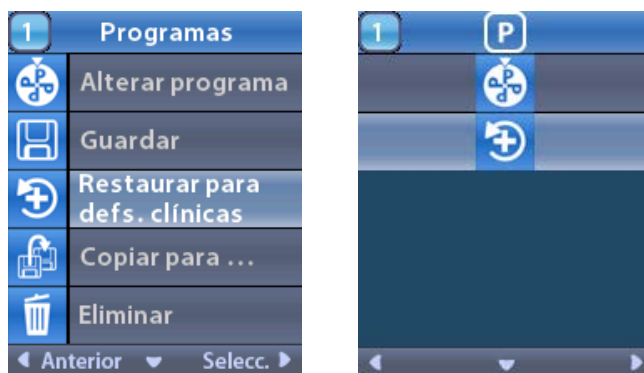 1 Programas
Alterar programa
Guardar
Restaurar para
defs. clínicas
Copiar para ...
Eliminar
Anterior Selecc.
1 P